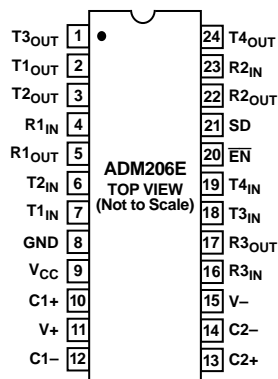 T3OUT 1 24 T4OUT
T1OUT 2 23 R2IN
T2OUT 3 22 R2OUT
R1IN 4 21 SD
R1OUT 5 20 EN
ADM206E
T2IN 6 19 T4IN
TOP VIEW
T1IN 7 (Not to Scale) 18 T3IN
GND 8 17 R3OUT
VCC 9 16 R3IN
C1+ 10 15 V–
V+ 11 14 C2–
C1– 12 13 C2+